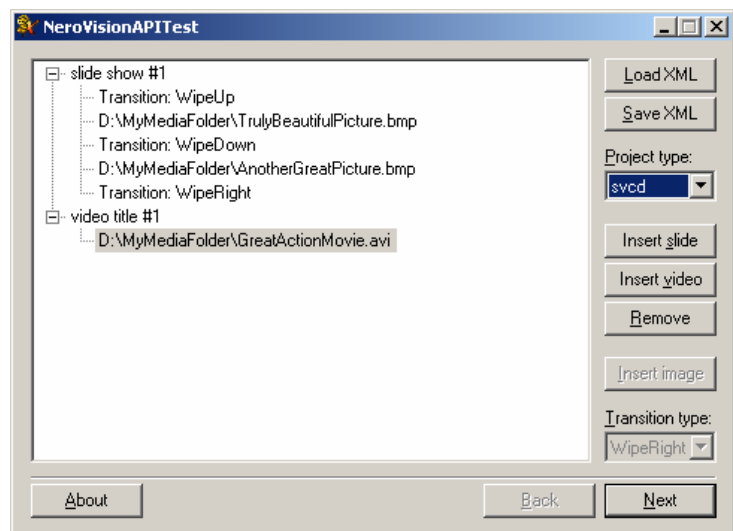 NeroVisionAPITest
slide show #1
Transition: WipeUp
D:\MyMediaFolder\TrulyBeautifulPicture.bmp
Transition: WipeDown
D:\MyMediaFolder\AnotherGreatPicture.bmp
Transition: WipeRight
video title #1
D:\MyMediaFolder\GreatActionMovie.avi
Load XML
Save XML
Project type:
svcd
Insert slide
Insert video
Remove
Insert image
Transition type:
WipeRight
About
Back
Next